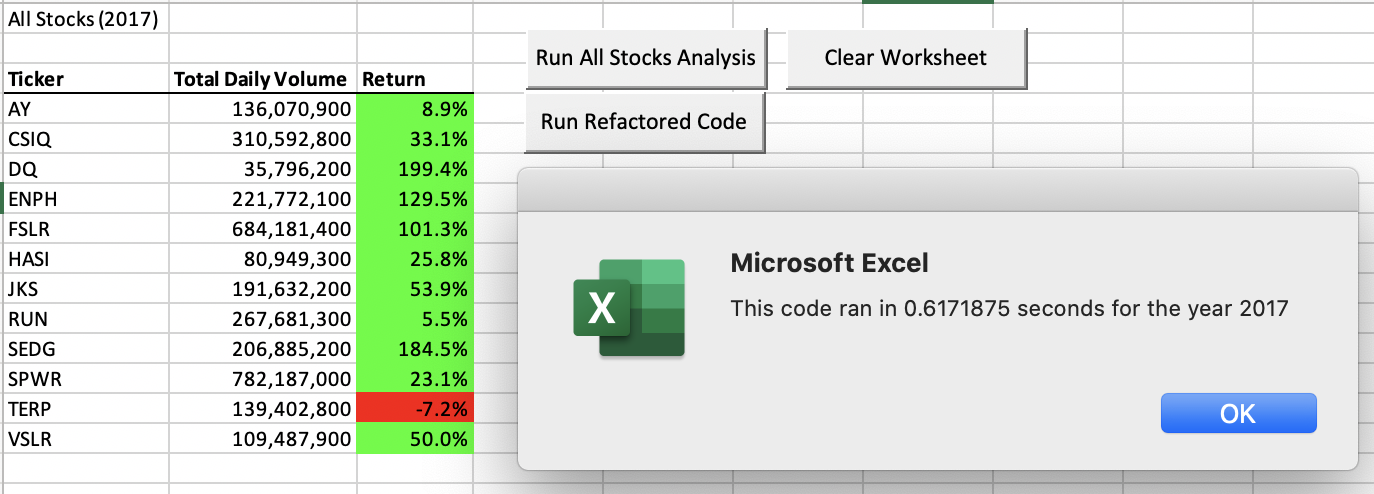 All Stocks (2017)
Run All Stocks Analysis Clear Worksheet
Ticker Total Daily Volume Return
AY 136,070,900 8.9%
Run Refactored Code
CSIQ 310,592,800 33.1%
DQ 35,796,200 199.4%
ENPH 221,772,100 129.5%
FSLR 684,181,400 101.3%
HASI 80,949,300 25.8%
JKS 191,632,200 53.9%
RUN 267,681,300 5.5%
SEDG 206,885,200 184.5%
SPWR 782,187,000 23.1%
TERP 139,402,800 -7.2%
VSLR 109,487,900 50.0%
X
Microsoft Excel
This code ran in 0.6171875 seconds for the year 2017
OK